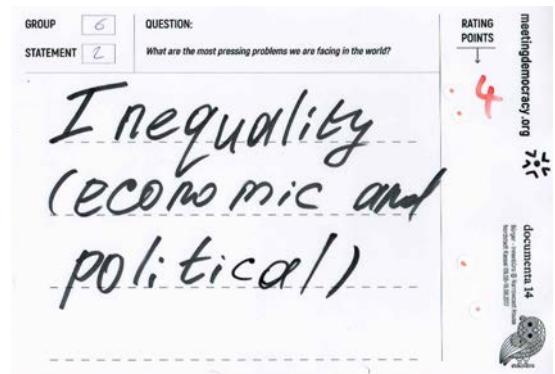 GROUP 6
STATEMENT 2
QUESTION:
What are the most pressing problems we are facing in the world?
RATING
POINTS
4
Inequality
(economic and
political)
meetingdemocracy.org
documenta 14